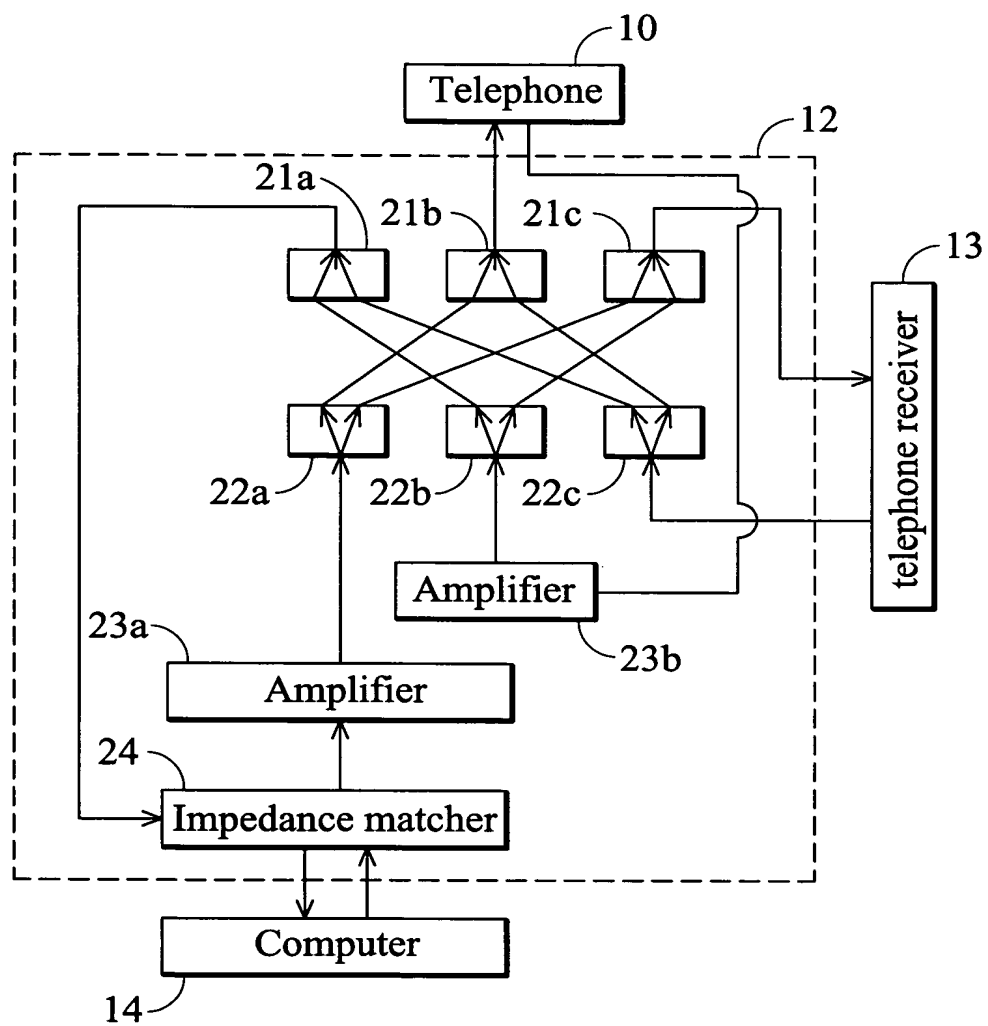 10
Telephone
12
21a
21b
21c
13
telephone receiver
22a
22b
22c
Amplifier
23a
23b
Amplifier
24
Impedance matcher
Computer
14